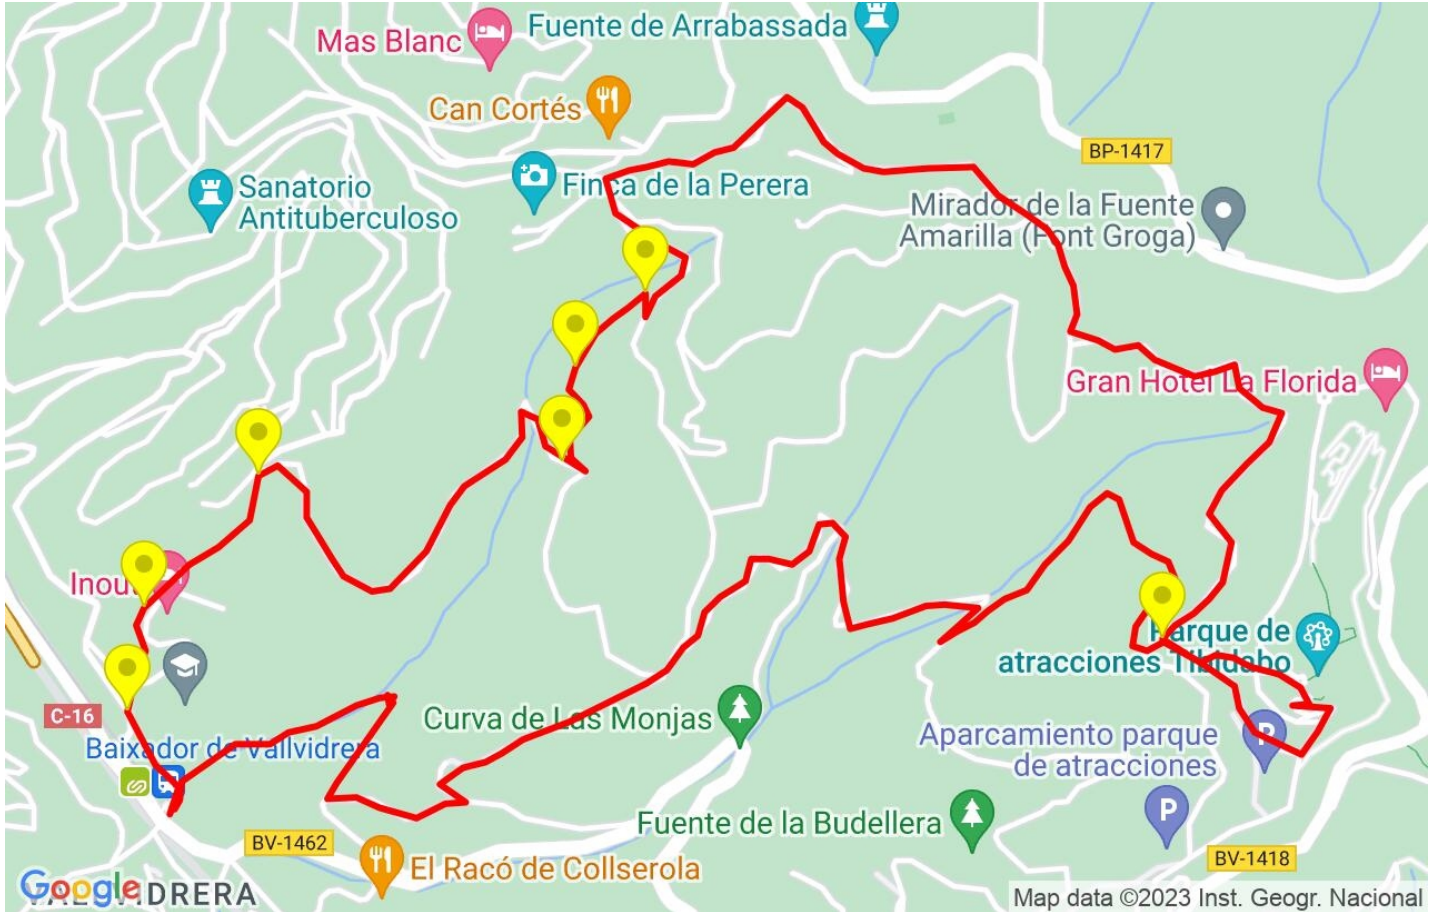 Fuente de Arrabassada
Mas Blanc
Can Cortés
BP-1417
Sanatorio
Antituberculoso
Finca de la Perera
Mirador de la Fuente
Amarilla (Font Groga)
Gran Hotel La Florida
Parque de
atracciones Tibidabo
C-16
Curva de Las Monjas
Baixador de Vallvidrera
Aparcamiento parque
de atracciones
P
P
Fuente de la Budellera
BV-1462
El Racó de Collserola
BV-1418
Google
DRERA
Map data ©2023 Inst. Geogr. Nacional